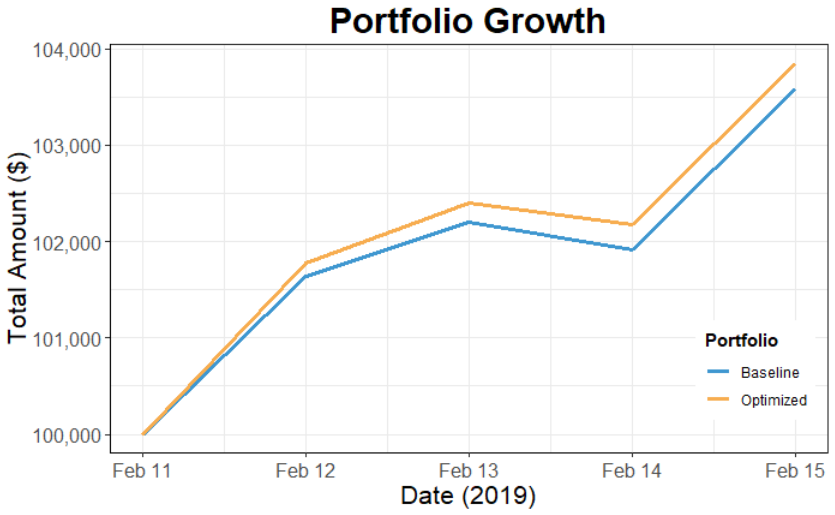 Portfolio Growth
Total Amount ($)
104,000
103,000
102,000
101,000
100,000
Portfolio
Baseline
Optimized
Feb 11 Feb 12 Feb 13 Feb 14 Feb 15
Date (2019)